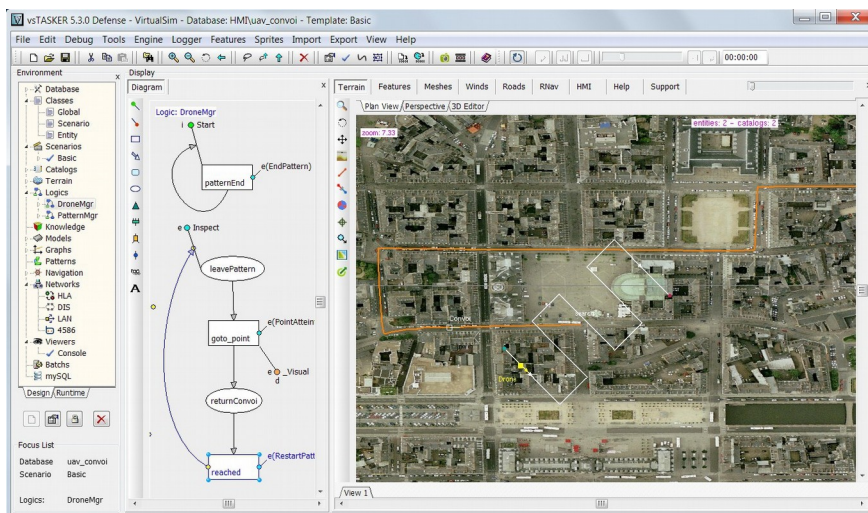 vsTASKER 5.3.0 Defense - VirtualSim - Database: HMI\uav_convoi - Template: Basic
File Edit Debug Tools Engine Logger Features Sprites Import Export View Help
00:00:00
Environment
x
Database
Classes
Global
Scenario
Entity
Scenarios
Basic
Catalogs
Terrain
Logics
DroneMgr
PatternMgr
Knowledge
Models
Graphs
Patterns
Navigation
Networks
HLA
DIS
LAN
4586
Viewers
Console
Batchs
mySQL
Design Runtime
Focus List
Database uav_convoi
Scenario Basic
Logics: DroneMgr
Display
x
Diagram
A
Logic: DroneMgr
i Start
e(EndPattern)
patternEnd
e Inspect
leavePattern
e(PointAttein
goto_point
e _Visual
d
returnConvoi
e(RestartPatt
reached
Terrain Features Meshes Winds Roads RNav HMI Help Support
Plan View Perspective 3D Editor
zoom: 7.33
entities: 2 - catalogs: 2
Convoi
Drone
View 1